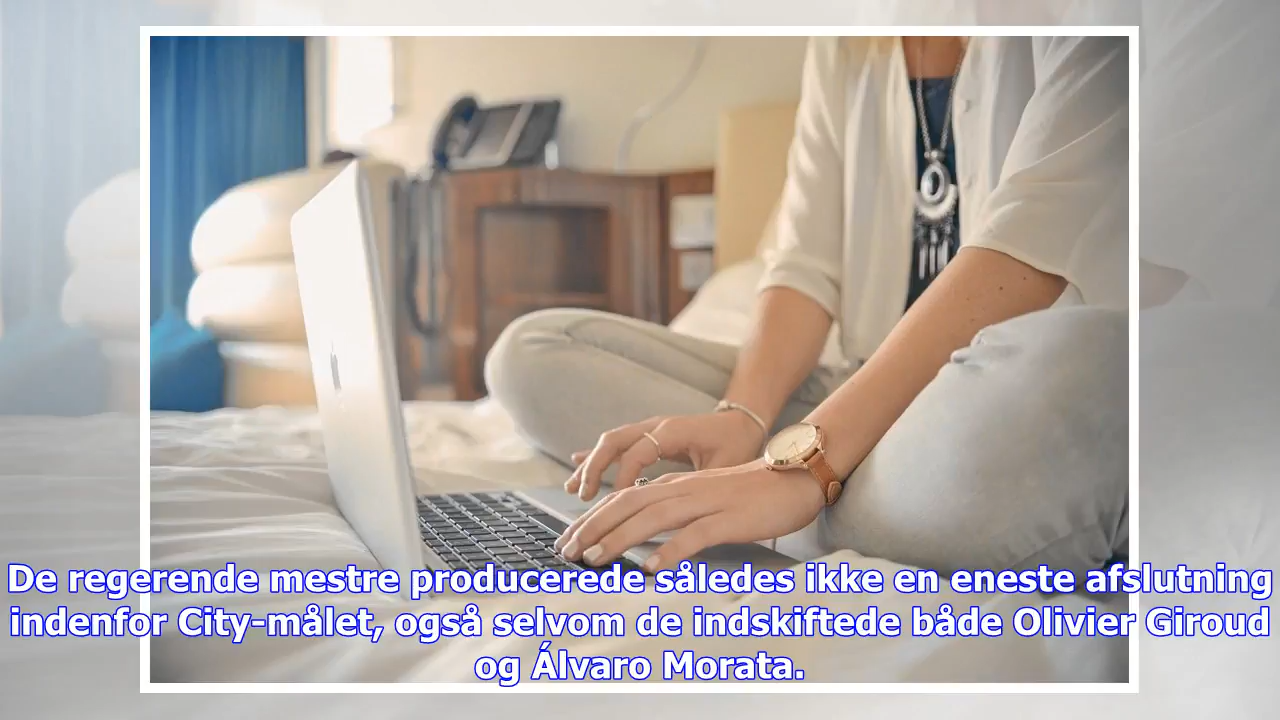 De regerende mestre producerede således ikke en eneste afslutning
indenfor City-målet, også selvom de indskiftede både Olivier Giroud
og Álvaro Morata.